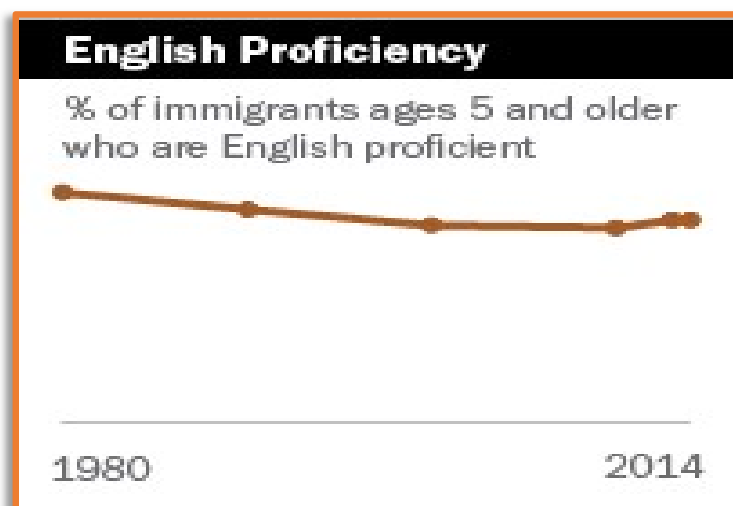 English Proficiency
% of immigrants ages 5 and older
who are English proficient
1980
2014